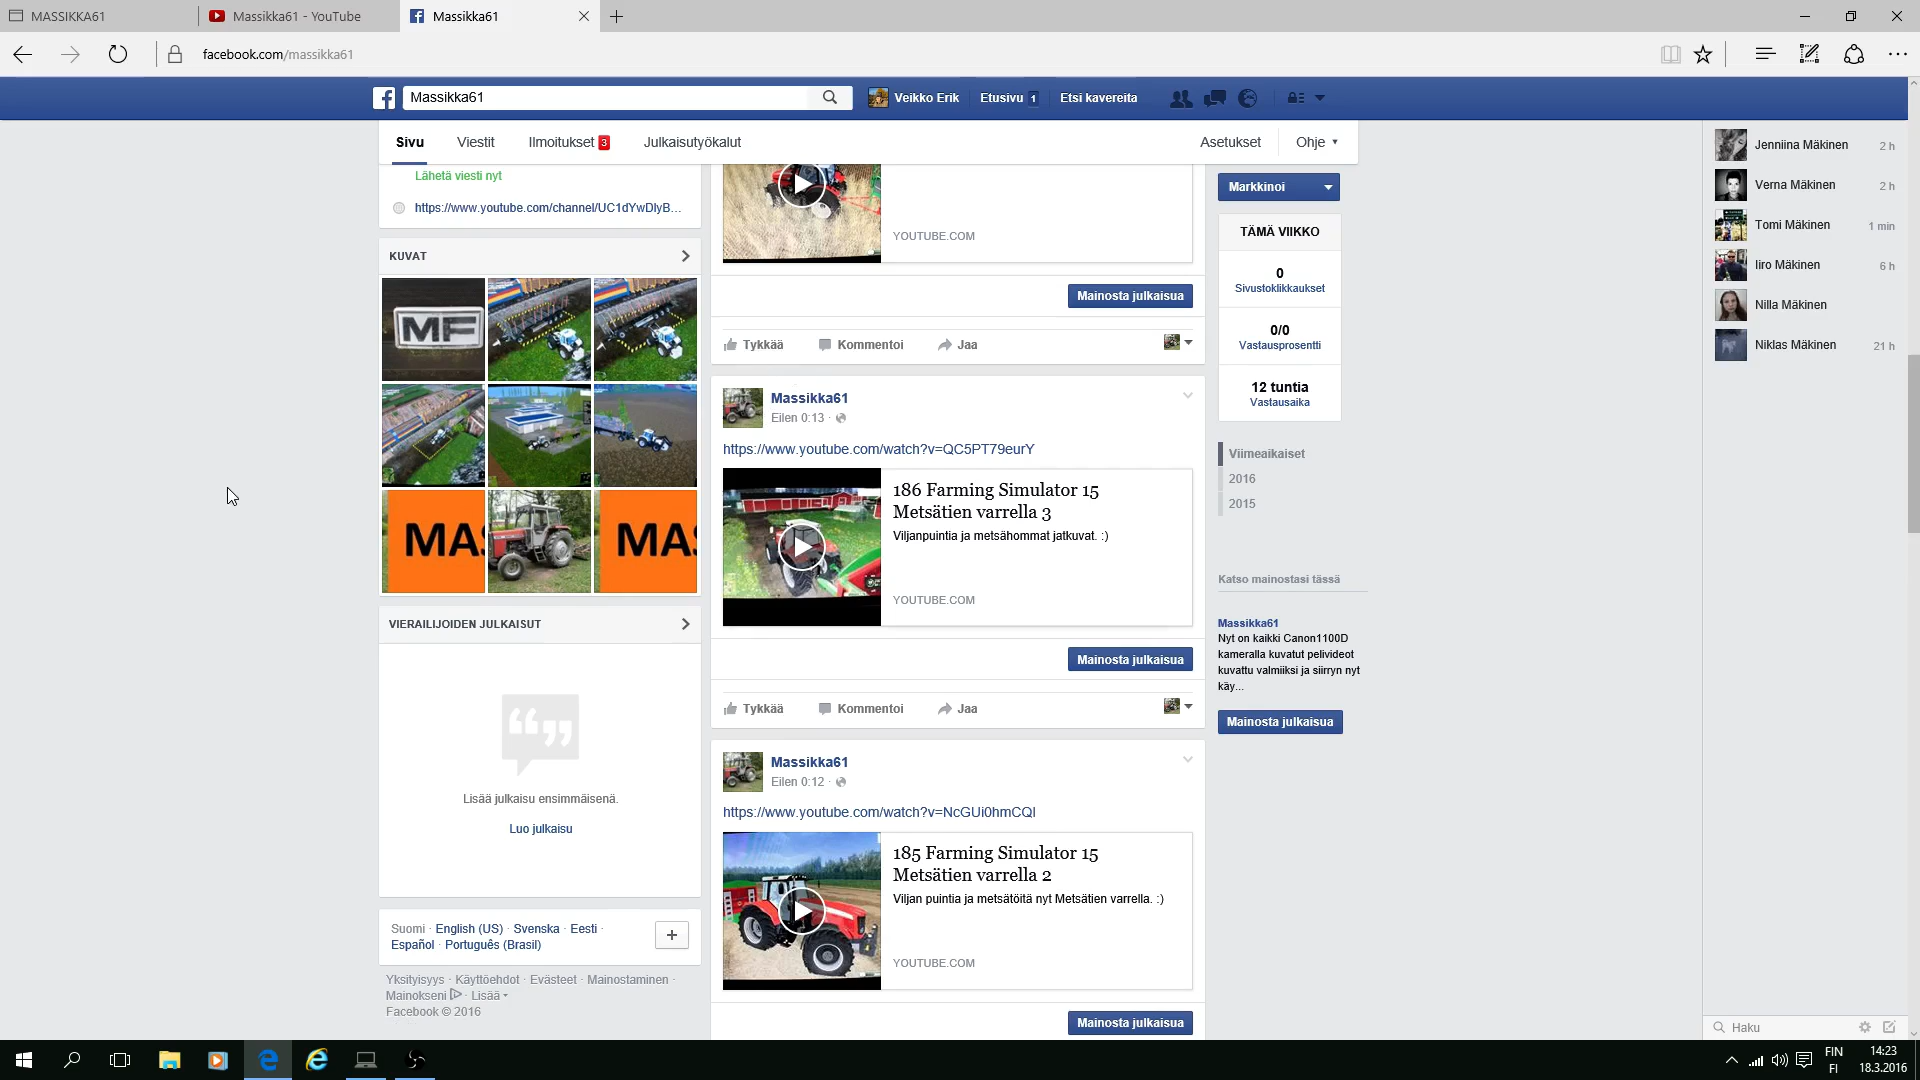 MASSIKKA61
Massikka61 - YouTube
Massikka61
facebook.com/massikka61
Massikka61
Veikko Erik
Etusivu 1
Etsi kavereita
Sivu
Viestit
Ilmoitukset 3
Julkaisutyökalut
Asetukset
Ohje
Lähetä viesti nyt
https://www.youtube.com/channel/UC1dYwDlyB...
KUVAT
MF
MAS
MAS
VIERAILIJOIDEN JULKAISUT
Lisää julkaisu ensimmäisenä.
Luo julkaisu
Suomi · English (US) · Svenska · Eesti ·
Español · Português (Brasil)
Yksityisyys · Käyttöehdot · Evästeet · Mainostaminen ·
Mainokseni · Lisää
Facebook © 2016
YOUTUBE.COM
Mainosta julkaisua
Tykkää Kommentoi Jaa
Massikka61
Eilen 0:13 ·
https://www.youtube.com/watch?v=QC5PT79eurY
186 Farming Simulator 15
Metsätien varrella 3
Viljanpuintia ja metsähommat jatkuvat. :)
YOUTUBE.COM
Mainosta julkaisua
Tykkää Kommentoi Jaa
Massikka61
Eilen 0:12 ·
https://www.youtube.com/watch?v=NcGUi0hmCQI
185 Farming Simulator 15
Metsätien varrella 2
Viljan puintia ja metsätöitä nyt Metsätien varrella. :)
YOUTUBE.COM
Mainosta julkaisua
Markkinoi
TÄMÄ VIIKKO
0
Sivustoklikkaukset
0/0
Vastausprosentti
12 tuntia
Vastausaika
Viimeaikaiset
2016
2015
Katso mainostasi tässä
Massikka61
Nyt on kaikki Canon1100D
kameralla kuvatut pelivideot
kuvattu valmiiksi ja siirryn nyt
käy...
Mainosta julkaisua
Jenniina Mäkinen 2 h
Verna Mäkinen 2 h
Tomi Mäkinen 1 min
Iiro Mäkinen 6 h
Nilla Mäkinen
Niklas Mäkinen 21 h
Haku
FIN
FI
14:23
18.3.2016